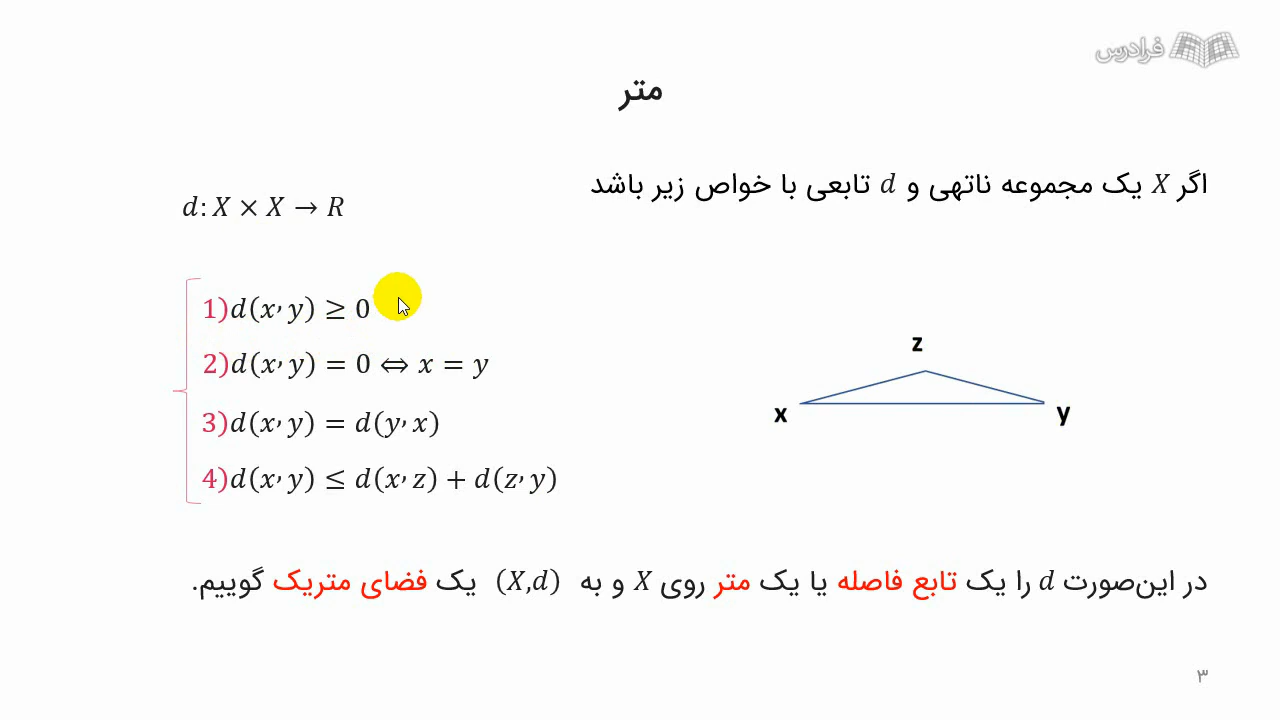 فرادرس
متر
اگر X یک مجموعه ناتهی و d تابعی با خواص زیر باشد
d: X × X → R
1) d(x, y) ≥ 0
2) d(x, y) = 0 ⇔ x = y
3) d(x, y) = d(y, x)
4) d(x, y) ≤ d(x, z) + d(z, y)
z
x
y
در این‌صورت d را یک تابع فاصله یا یک متر روی X و به (X,d) یک فضای متریک گوییم.
۳